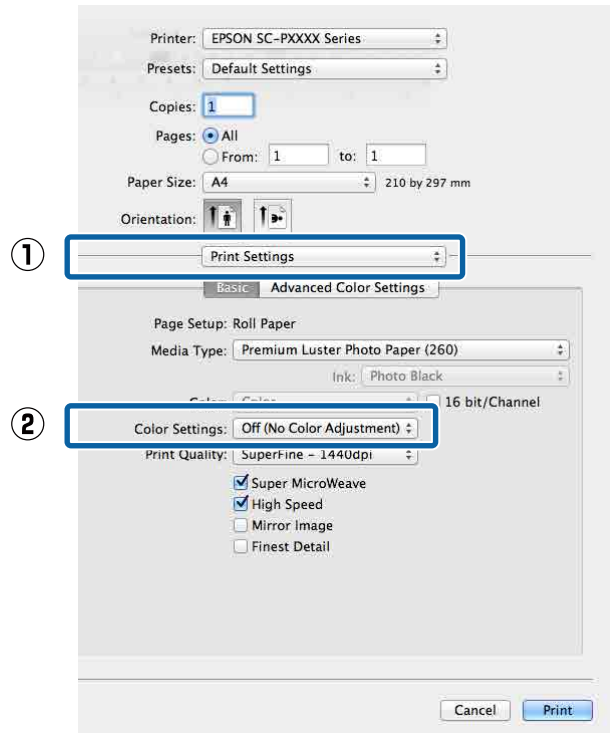 Printer: EPSON SC-PXXXX Series
Presets: Default Settings
Copies: 1
Pages: All
From: 1 to: 1
Paper Size: A4 210 by 297 mm
Orientation:
① Print Settings
Basic Advanced Color Settings
Page Setup: Roll Paper
Media Type: Premium Luster Photo Paper (260)
Ink: Photo Black
Color 16 bit/Channel
② Color Settings: Off (No Color Adjustment)
Print Quality: SuperFine - 1440dpi
Super MicroWeave
High Speed
Mirror Image
Finest Detail
Cancel Print